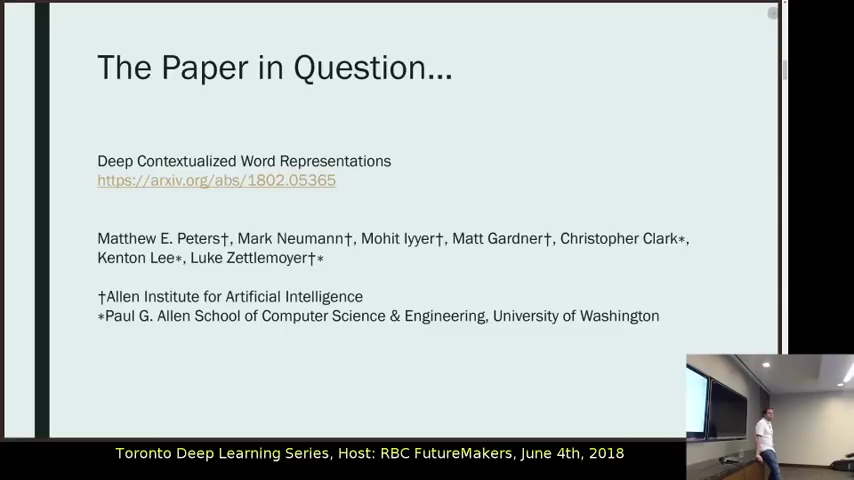 The Paper in Question...
Deep Contextualized Word Representations
https://arxiv.org/abs/1802.05365
Matthew E. Peters†, Mark Neumann†, Mohit Iyyer†, Matt Gardner†, Christopher Clark∗,
Kenton Lee∗, Luke Zettlemoyer†∗
†Allen Institute for Artificial Intelligence
∗Paul G. Allen School of Computer Science & Engineering, University of Washington
Toronto Deep Learning Series, Host: RBC FutureMakers, June 4th, 2018